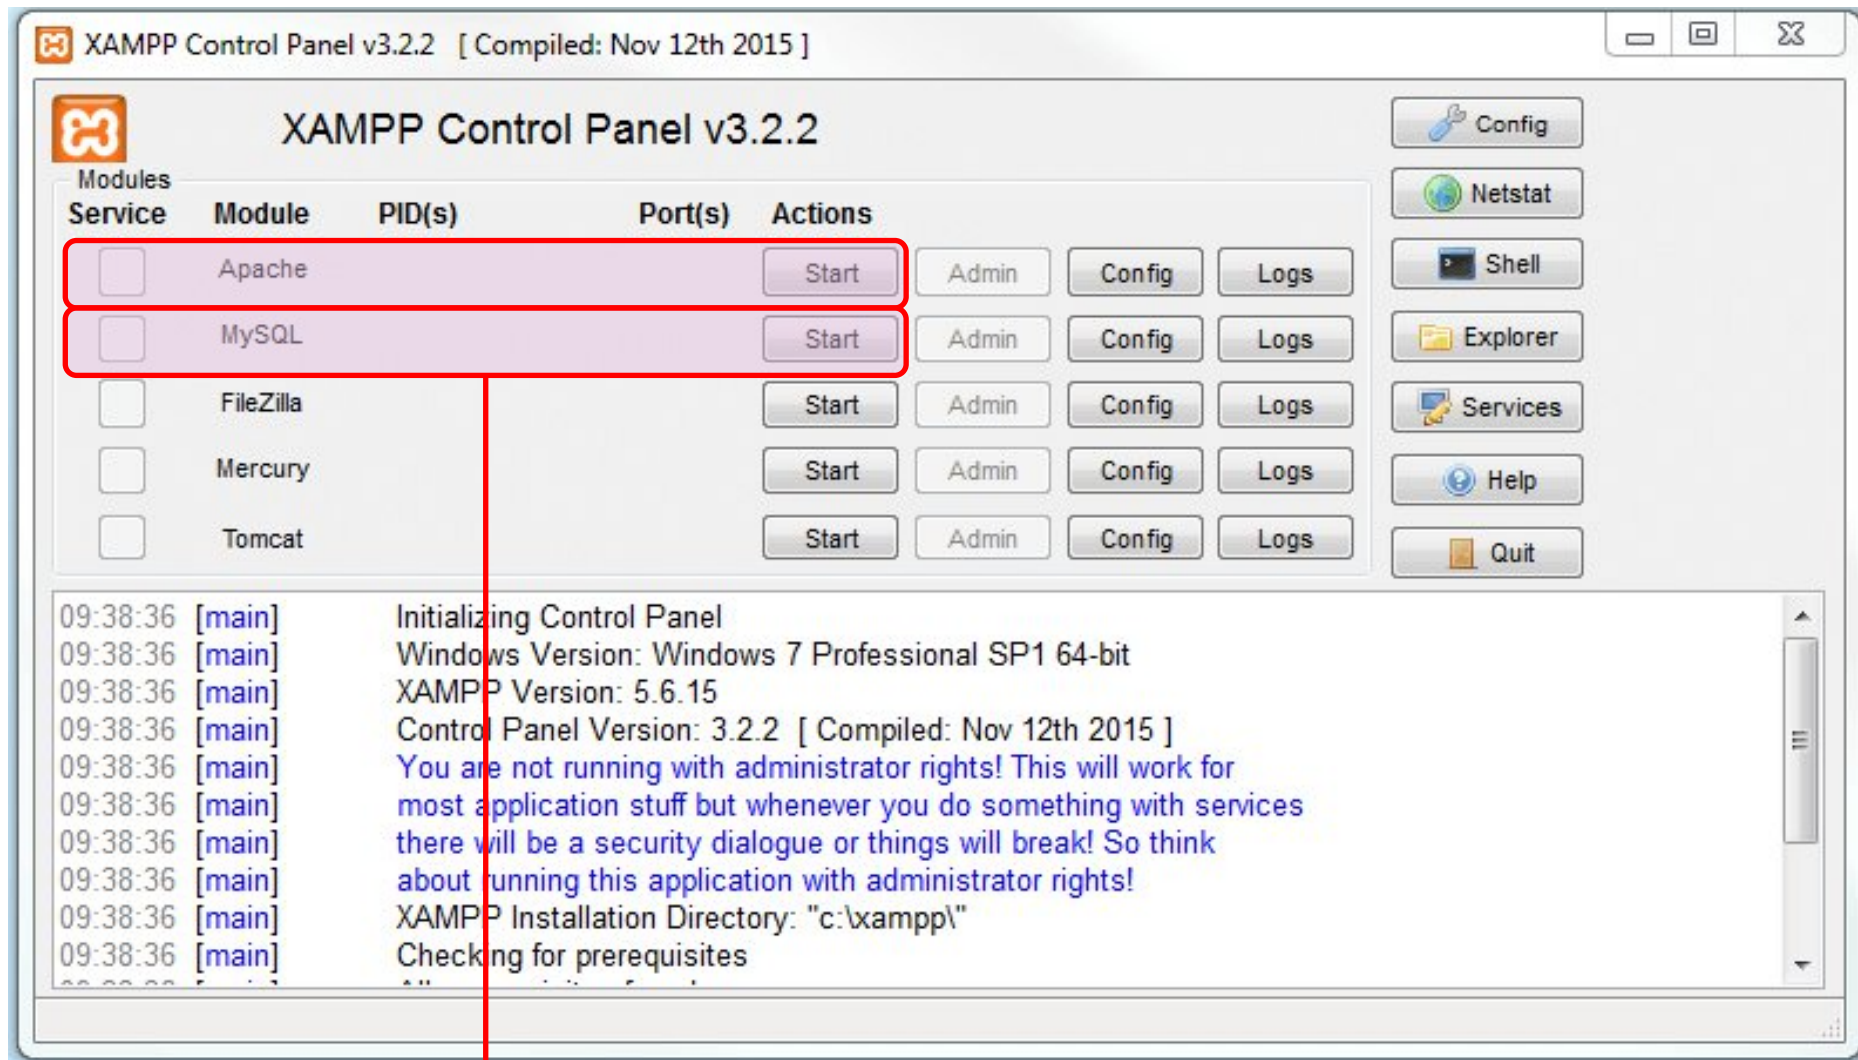 XAMPP Control Panel v3.2.2 [ Compiled: Nov 12th 2015 ]
XAMPP Control Panel v3.2.2
Modules
Service Module PID(s) Port(s) Actions
Apache Start Admin Config Logs
MySQL Start Admin Config Logs
FileZilla Start Admin Config Logs
Mercury Start Admin Config Logs
Tomcat Start Admin Config Logs
Config
Netstat
Shell
Explorer
Services
Help
Quit
09:38:36 [main] Initializing Control Panel
09:38:36 [main] Windows Version: Windows 7 Professional SP1 64-bit
09:38:36 [main] XAMPP Version: 5.6.15
09:38:36 [main] Control Panel Version: 3.2.2 [ Compiled: Nov 12th 2015 ]
09:38:36 [main] You are not running with administrator rights! This will work for
09:38:36 [main] most application stuff but whenever you do something with services
09:38:36 [main] there will be a security dialogue or things will break! So think
09:38:36 [main] about running this application with administrator rights!
09:38:36 [main] XAMPP Installation Directory: "c:\xampp\"
09:38:36 [main] Checking for prerequisites